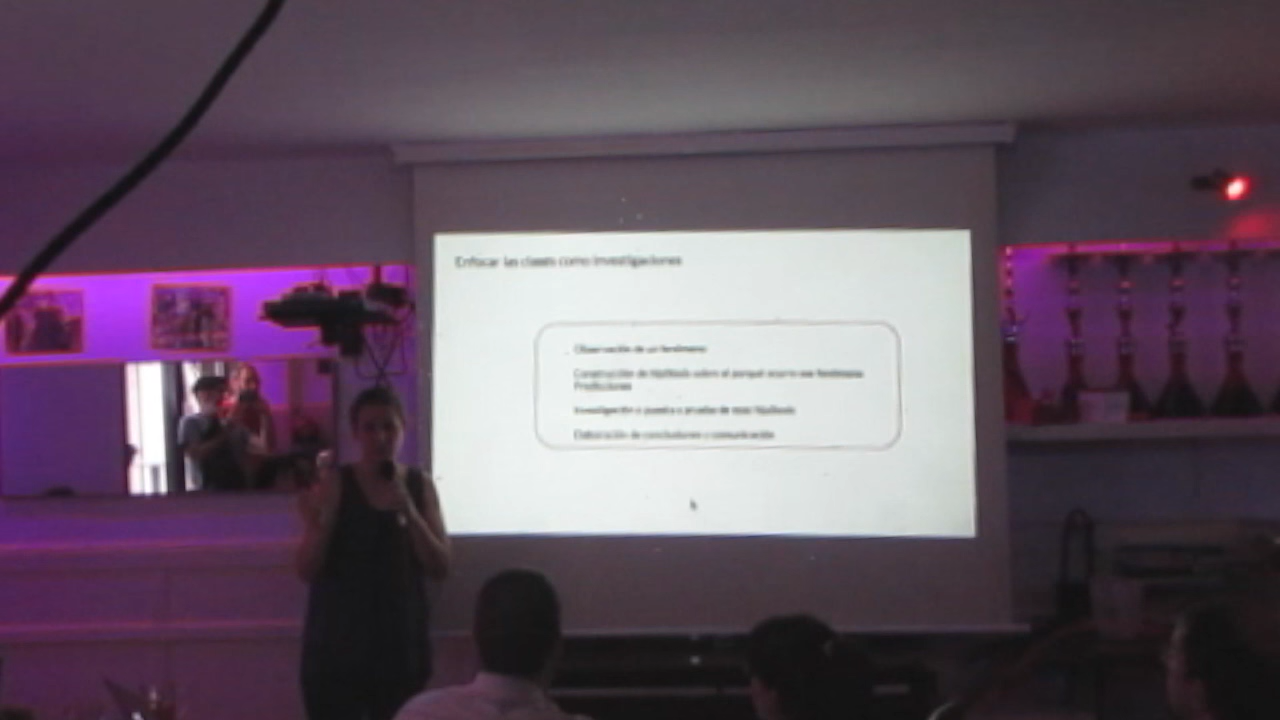 Enfocar las clases como investigaciones
Observación de un fenómeno
Construcción de hipótesis sobre el porqué ocurre ese fenómeno
Predicciones
Investigación o puesta a prueba de esas hipótesis
Elaboración de conclusiones y comunicación